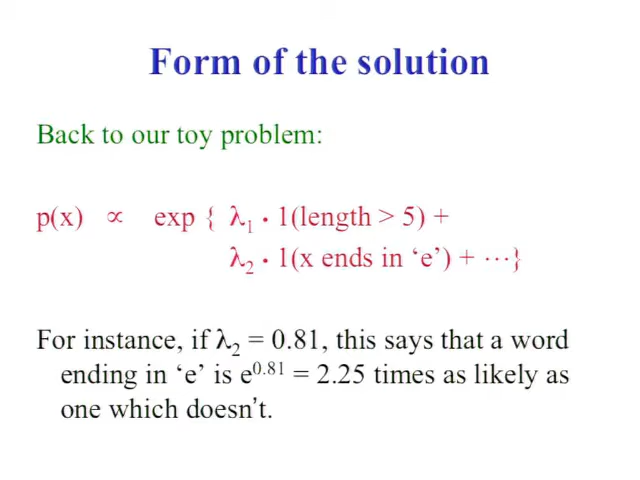 Form of the solution
Back to our toy problem:
p(x) ∝ exp { λ₁ • 1(length > 5) +
λ₂ • 1(x ends in ‘e’) + ⋯}
For instance, if λ₂ = 0.81, this says that a word
ending in ‘e’ is e⁰·⁸¹ = 2.25 times as likely as
one which doesn’t.